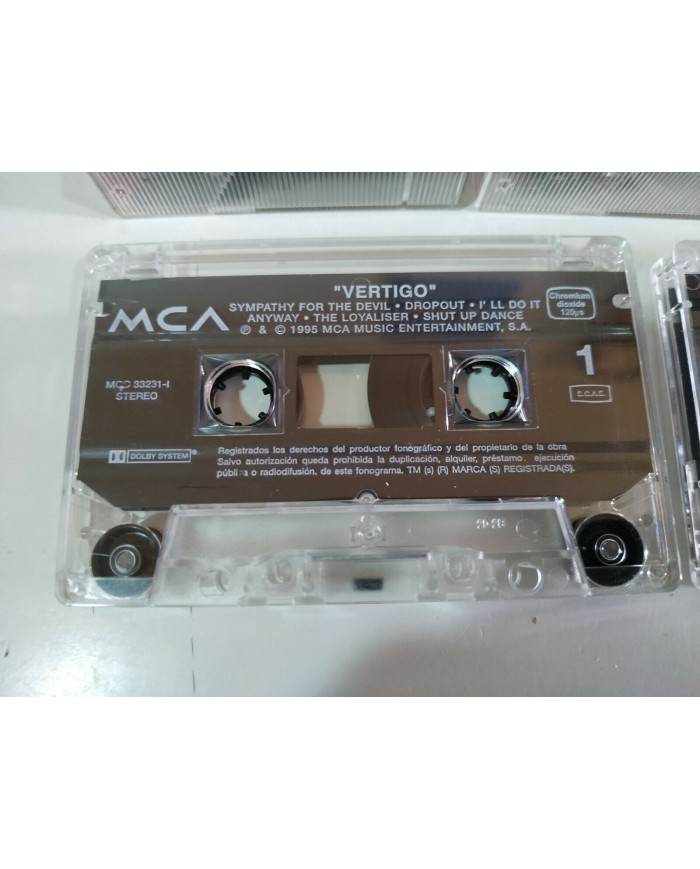 "VERTIGO"
SYMPATHY FOR THE DEVIL • DROPOUT • I' LL DO IT
ANYWAY • THE LOYALISER • SHUT UP DANCE
℗ & © 1995 MCA MUSIC ENTERTAINMENT, S.A.
MCA
Chromium
dioxide
120µs
MCC 33231-I
STEREO
1
S.G.A.E.
DOLBY SYSTEM
Registrados los derechos del productor fonográfico y del propietario de la obra
Salvo autorización queda prohibida la duplicación, alquiler, préstamo, ejecución
pública o radiodifusión. de este fonograma. TM (s) (R) MARCA (S) REGISTRADA(S).